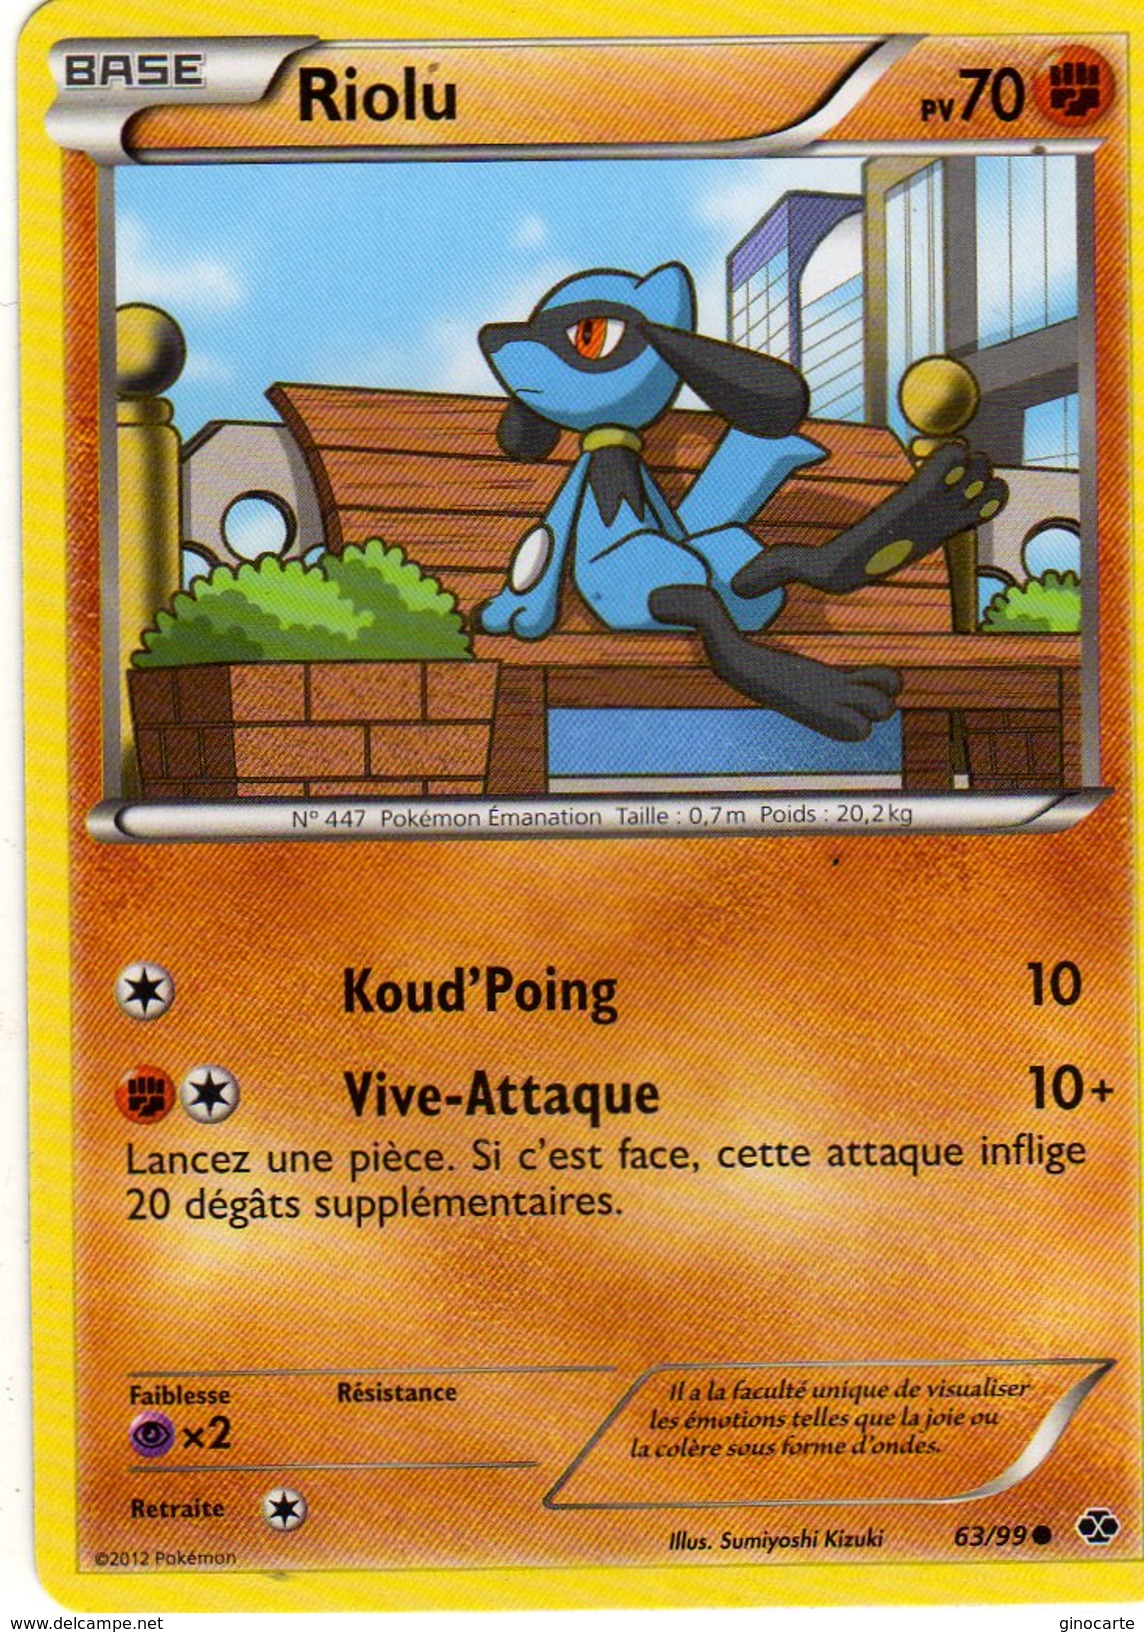 BASE
Riolu
PV 70
N° 447 Pokémon Émanation Taille : 0,7 m Poids : 20,2 kg
Koud'Poing 10
Vive-Attaque 10+
Lancez une pièce. Si c'est face, cette attaque inflige
20 dégâts supplémentaires.
Faiblesse Résistance
×2
Il a la faculté unique de visualiser
les émotions telles que la joie ou
la colère sous forme d'ondes.
Retraite
Illus. Sumiyoshi Kizuki 63/99
©2012 Pokémon
www.delcampe.net ginocarte